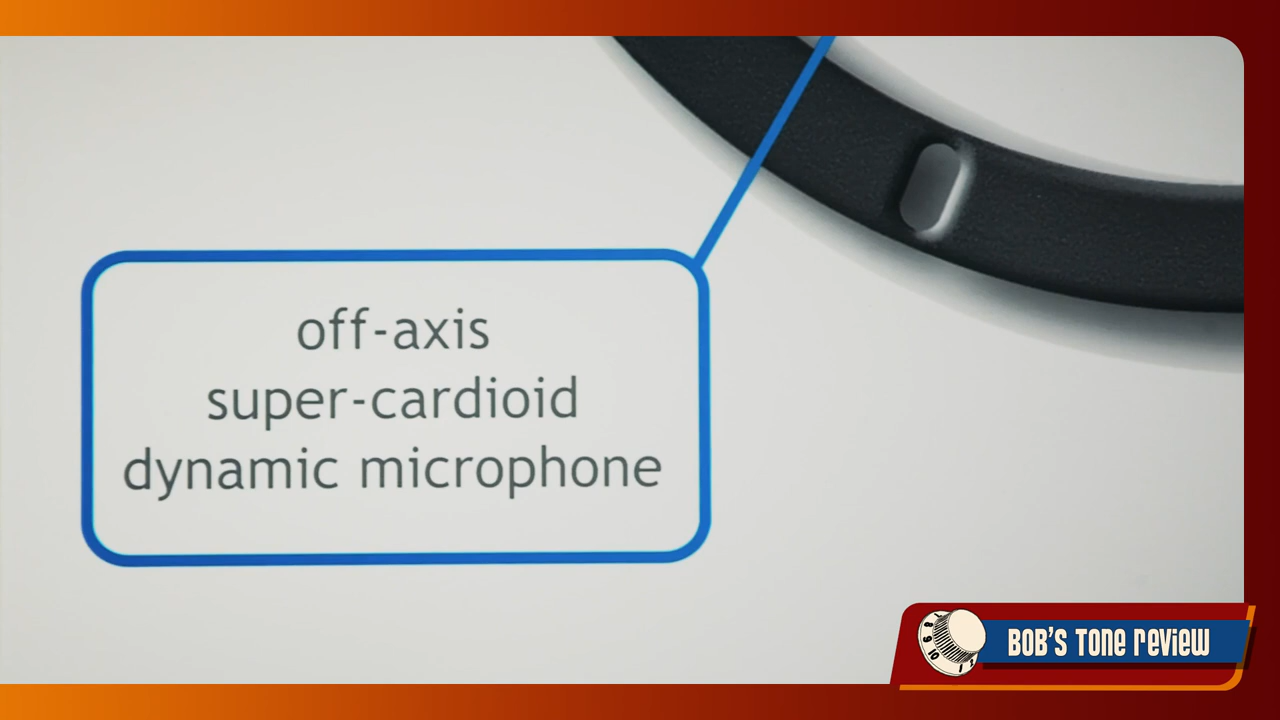 off-axis
super-cardioid
dynamic microphone
BOB'S TONE REVIEW